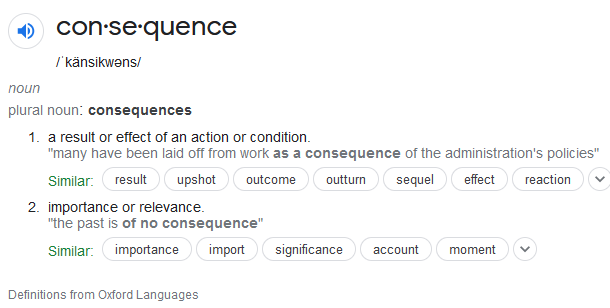 con·se·quence
/ˈkänsikwəns/
noun
plural noun: consequences
1. a result or effect of an action or condition.
"many have been laid off from work as a consequence of the administration's policies"
Similar: result upshot outcome outturn sequel effect reaction
2. importance or relevance.
"the past is of no consequence"
Similar: importance import significance account moment
Definitions from Oxford Languages